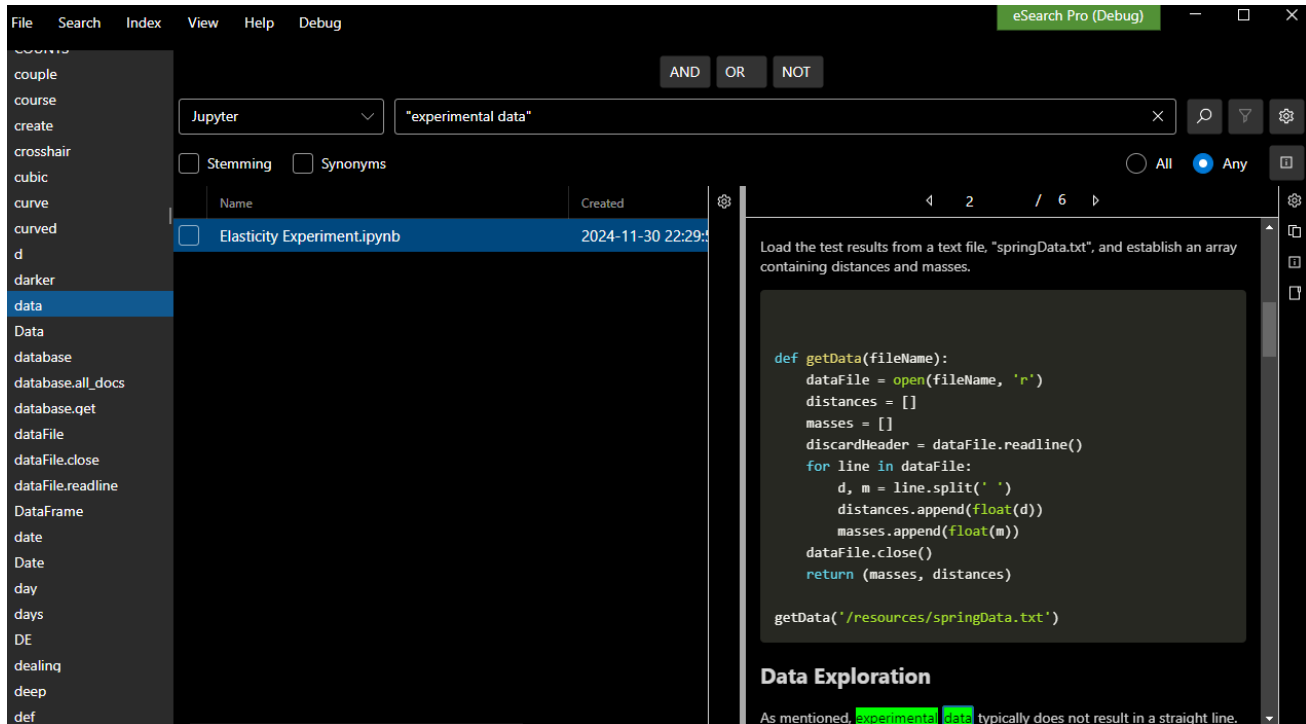 File Search Index View Help Debug
eSearch Pro (Debug)
COUNTS
couple
course
create
crosshair
cubic
curve
curved
d
darker
data
Data
database
database.all_docs
database.get
dataFile
dataFile.close
dataFile.readline
DataFrame
date
Date
day
days
DE
dealing
deep
def
AND OR NOT
Jupyter
"experimental data"
Stemming Synonyms
All Any
Name Created
Elasticity Experiment.ipynb 2024-11-30 22:29:5
2 / 6
Load the test results from a text file, "springData.txt", and establish an array
containing distances and masses.
def getData(fileName):
    dataFile = open(fileName, 'r')
    distances = []
    masses = []
    discardHeader = dataFile.readline()
    for line in dataFile:
        d, m = line.split(' ')
        distances.append(float(d))
        masses.append(float(m))
    dataFile.close()
    return (masses, distances)
getData('/resources/springData.txt')
Data Exploration
As mentioned, experimental data typically does not result in a straight line.